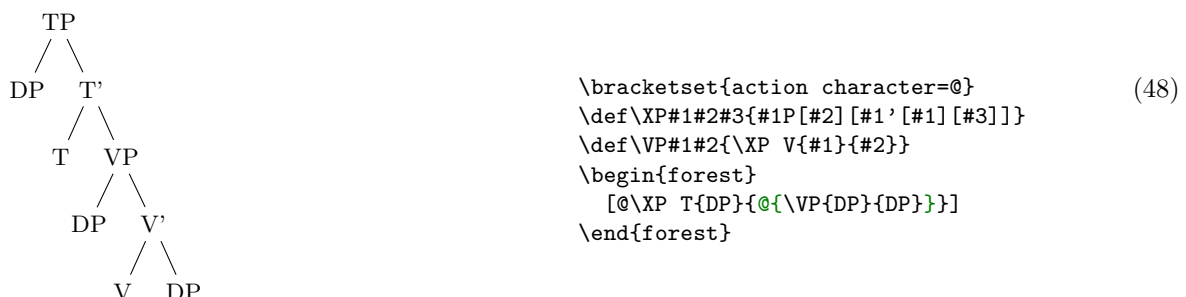 TP
DP T'
T VP
DP V'
V DP
\bracketset{action character=@}
\def\XP#1#2#3{#1P[#2][#1'[#1][#3]]}
\def\VP#1#2{\XP V{#1}{#2}}
\begin{forest}
[@\XP T{DP}{@{\VP{DP}{DP}}}]
\end{forest}
(48)